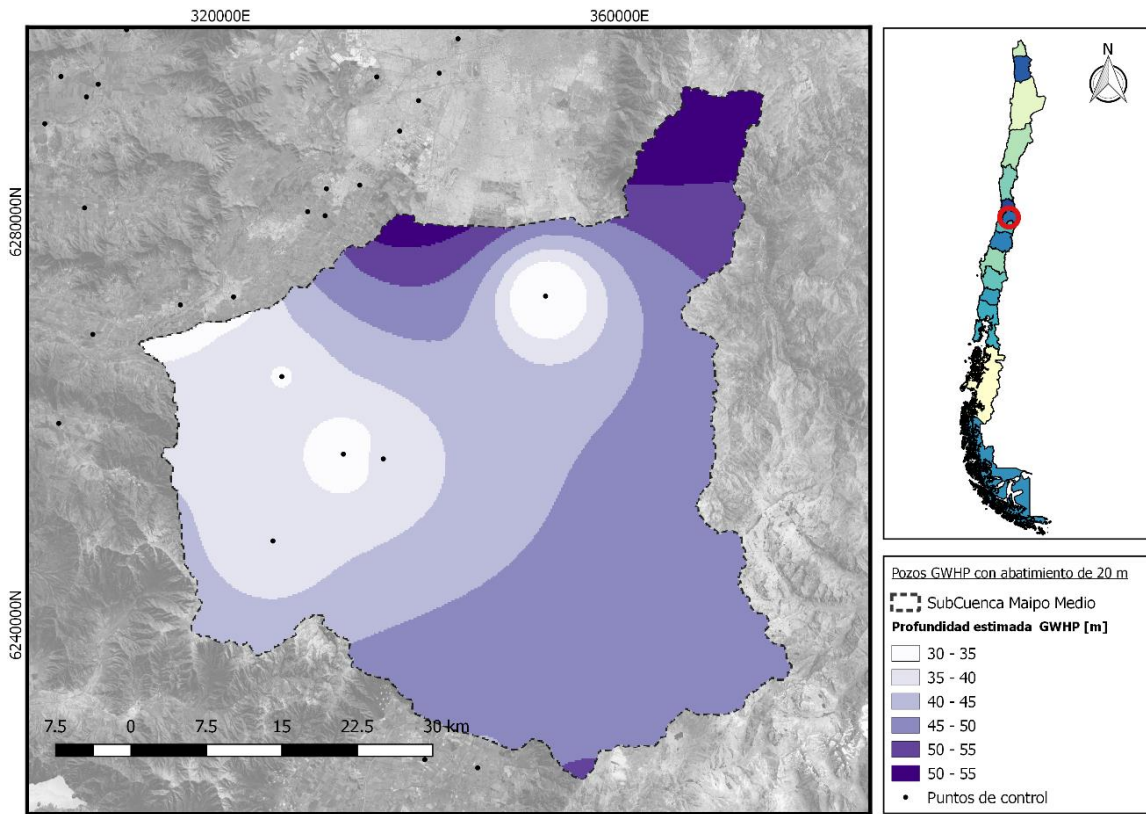 320000E
360000E
6280000N
6240000N
7.5 0 7.5 15 22.5 30 km
N
Pozos GWHP con abatimiento de 20 m
SubCuenca Maipo Medio
Profundidad estimada GWHP [m]
30 - 35
35 - 40
40 - 45
45 - 50
50 - 55
50 - 55
Puntos de control